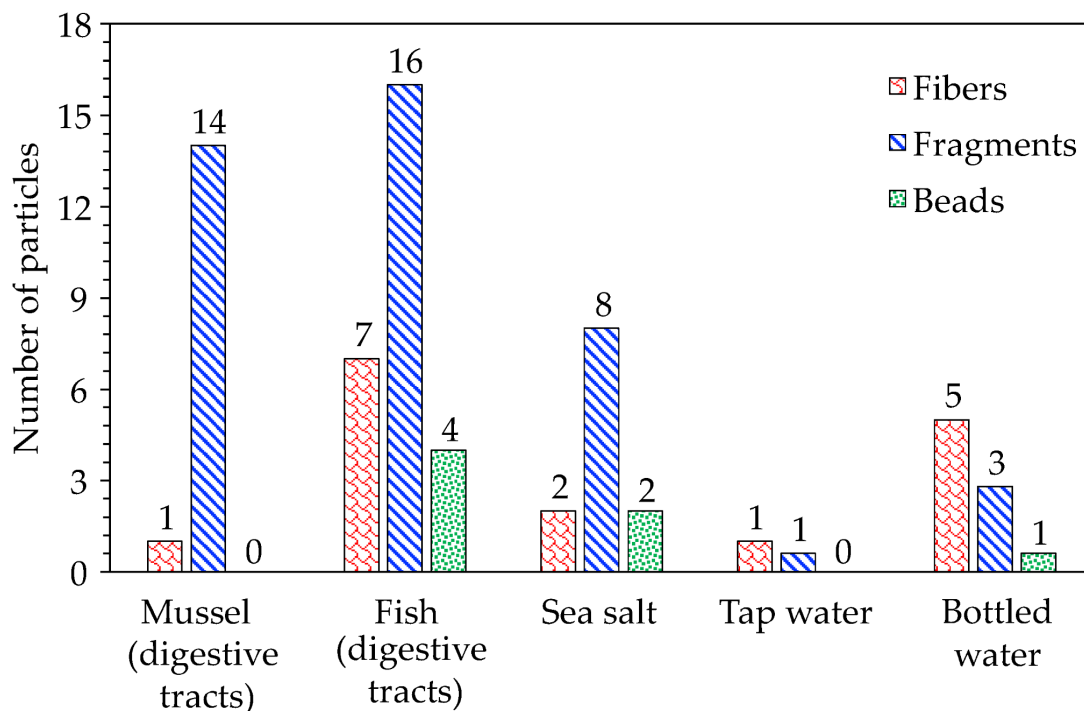 18
15
12
9
6
3
0
Number of particles
Fibers
Fragments
Beads
1
14
0
7
16
4
2
8
2
1
1
0
5
3
1
Mussel
(digestive
tracts)
Fish
(digestive
tracts)
Sea salt
Tap water
Bottled
water